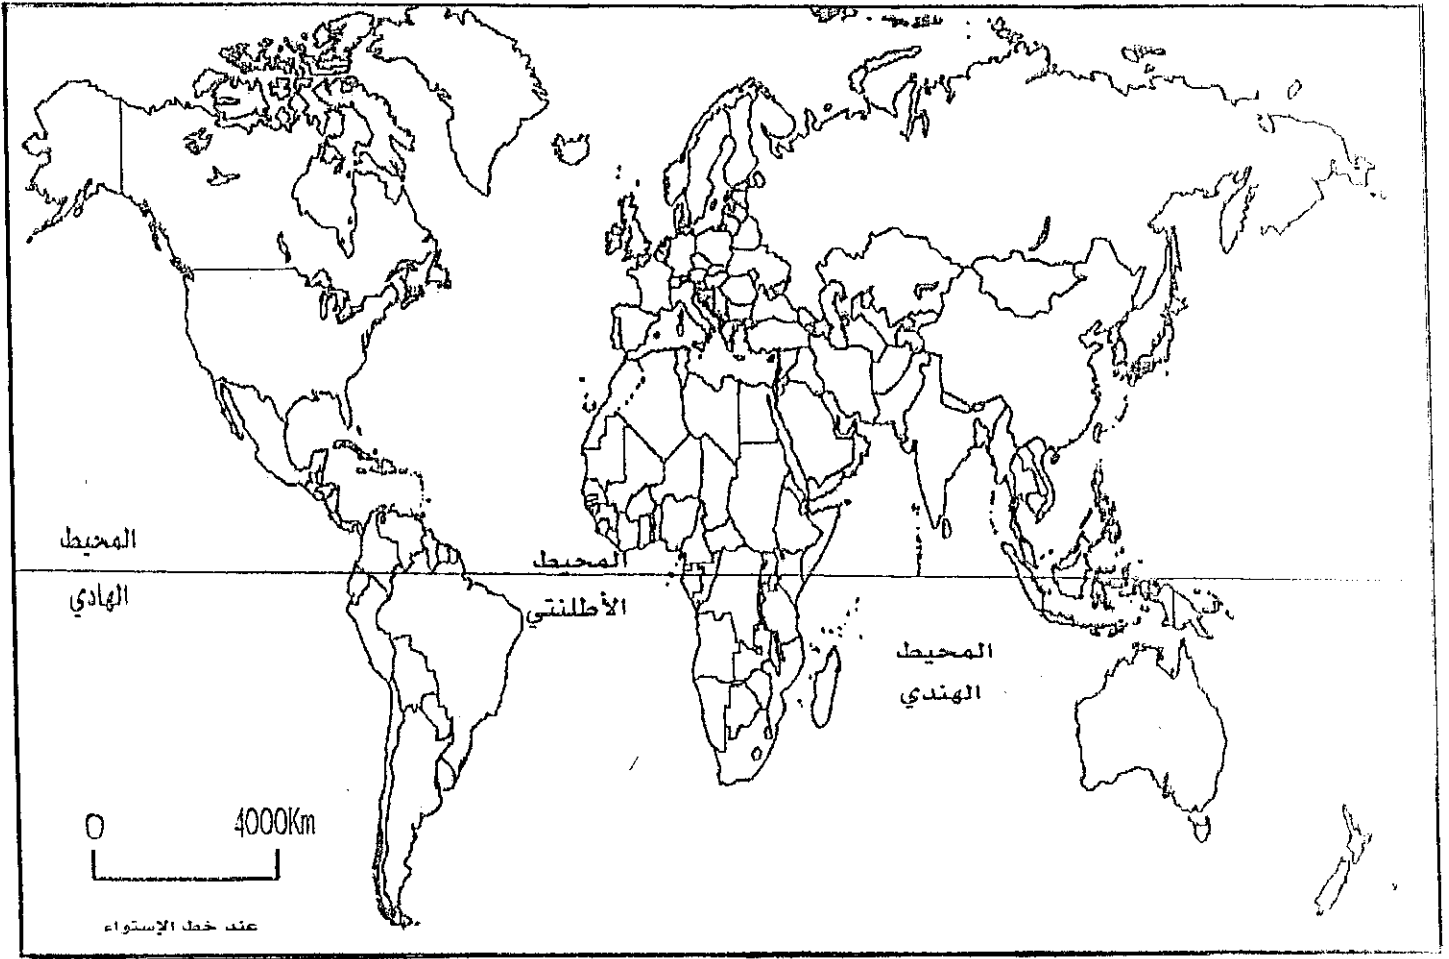 المحيط
الهادي
المحيط
الأطلنتي
المحيط
الهندي
0 4000Km
عند خط الإستواء